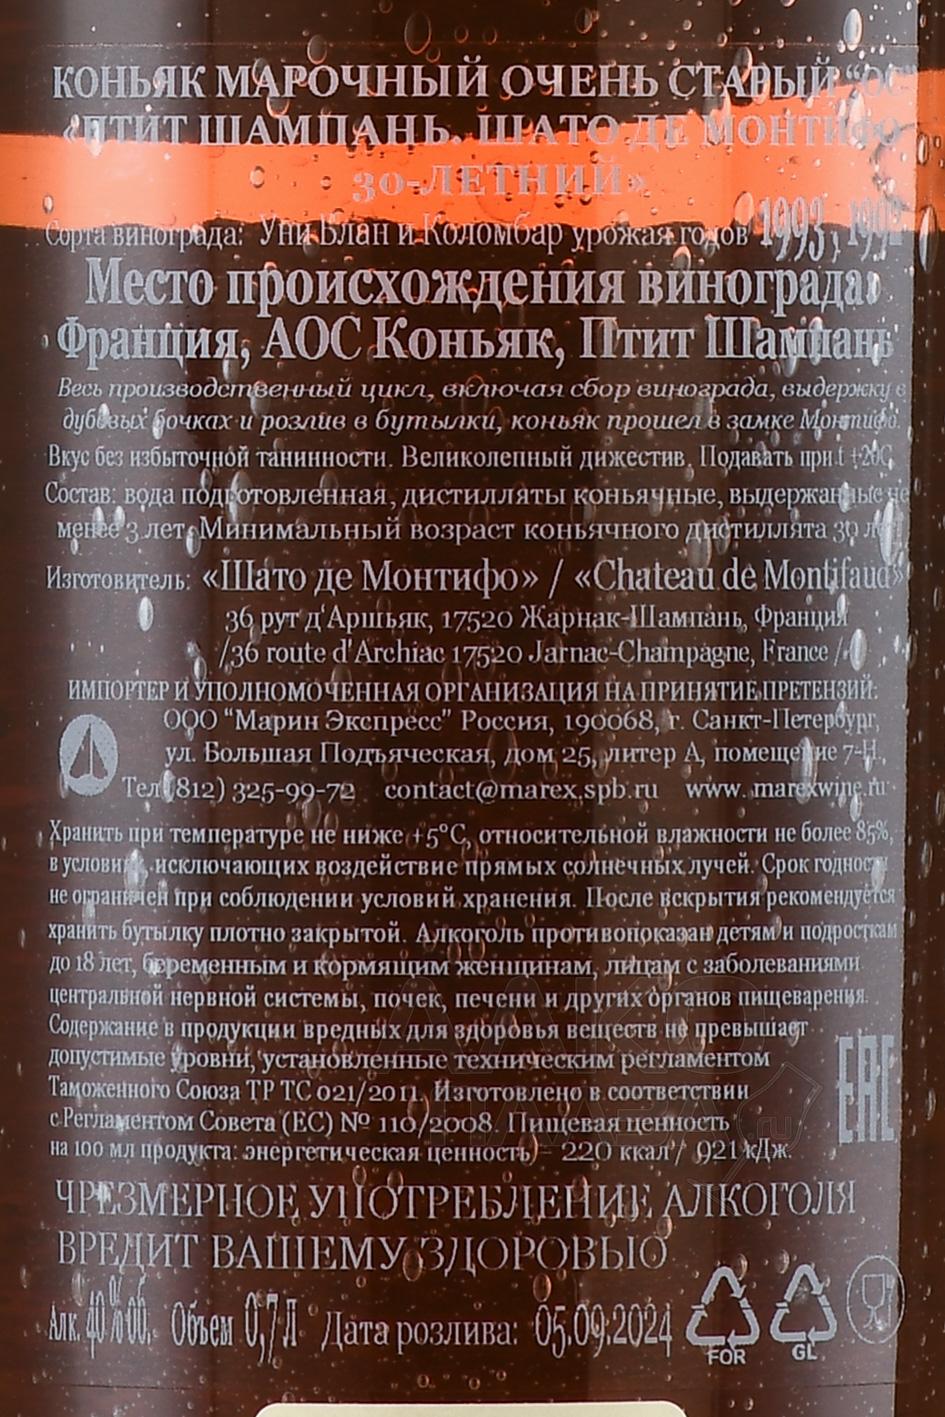 КОНЬЯК МАРОЧНЫЙ ОЧЕНЬ СТАРЫЙ "ОС"
«ПТИТ ШАМПАНЬ. ШАТО ДЕ МОНТИФО
30-ЛЕТНИЙ»
Сорта винограда: Уни Блан и Коломбар урожая годов 1993,
Место происхождения винограда:
Франция, АОС Коньяк, Птит Шампань
Весь производственный цикл, включая сбор винограда, выдержку в
дубовых бочках и розлив в бутылки, коньяк прошел в замке Монтифо.
Вкус без избыточной танинности. Великолепный дижестив. Подавать при t +20C
Состав: вода подготовленная, дистилляты коньячные, выдержанные не
менее 3 лет. Минимальный возраст коньячного дистиллята 30 лет
Изготовитель: «Шато де Монтифо» / «Chateau de Montifaud»
36 рут д'Аршьяк, 17520 Жарнак-Шампань, Франция
/36 route d'Archiac 17520 Jarnac-Champagne, France /
ИМПОРТЕР И УПОЛНОМОЧЕННАЯ ОРГАНИЗАЦИЯ НА ПРИНЯТИЕ ПРЕТЕНЗИЙ:
ООО "Марин Экспресс" Россия, 190068, г. Санкт-Петербург,
ул. Большая Подъяческая, дом 25, литер А, помещение 7-Н.,
Тел (812) 325-99-72 contact@marex.spb.ru www. marexwine.ru
Хранить при температуре не ниже +5°C, относительной влажности не более 85%,
в условиях, исключающих воздействие прямых солнечных лучей. Срок годности
не ограничен при соблюдении условий хранения. После вскрытия рекомендуется
хранить бутылку плотно закрытой. Алкоголь противопоказан детям и подросткам
до 18 лет, беременным и кормящим женщинам, лицам с заболеваниями
центральной нервной системы, почек, печени и других органов пищеварения.
Содержание в продукции вредных для здоровья веществ не превышает
допустимые уровни, установленные техническим регламентом
Таможенного Союза ТР ТС 021/2011. Изготовлено в соответствии
с Регламентом Совета (ЕС) № 110/2008. Пищевая ценность
на 100 мл продукта: энергетическая ценность - 220 ккал / 921 кДж.
ЕАС
ЧРЕЗМЕРНОЕ УПОТРЕБЛЕНИЕ АЛКОГОЛЯ
ВРЕДИТ ВАШЕМУ ЗДОРОВЬЮ
Алк. 40 % об. Объем 0,7 Л Дата розлива: 05.09.2024
FOR GL